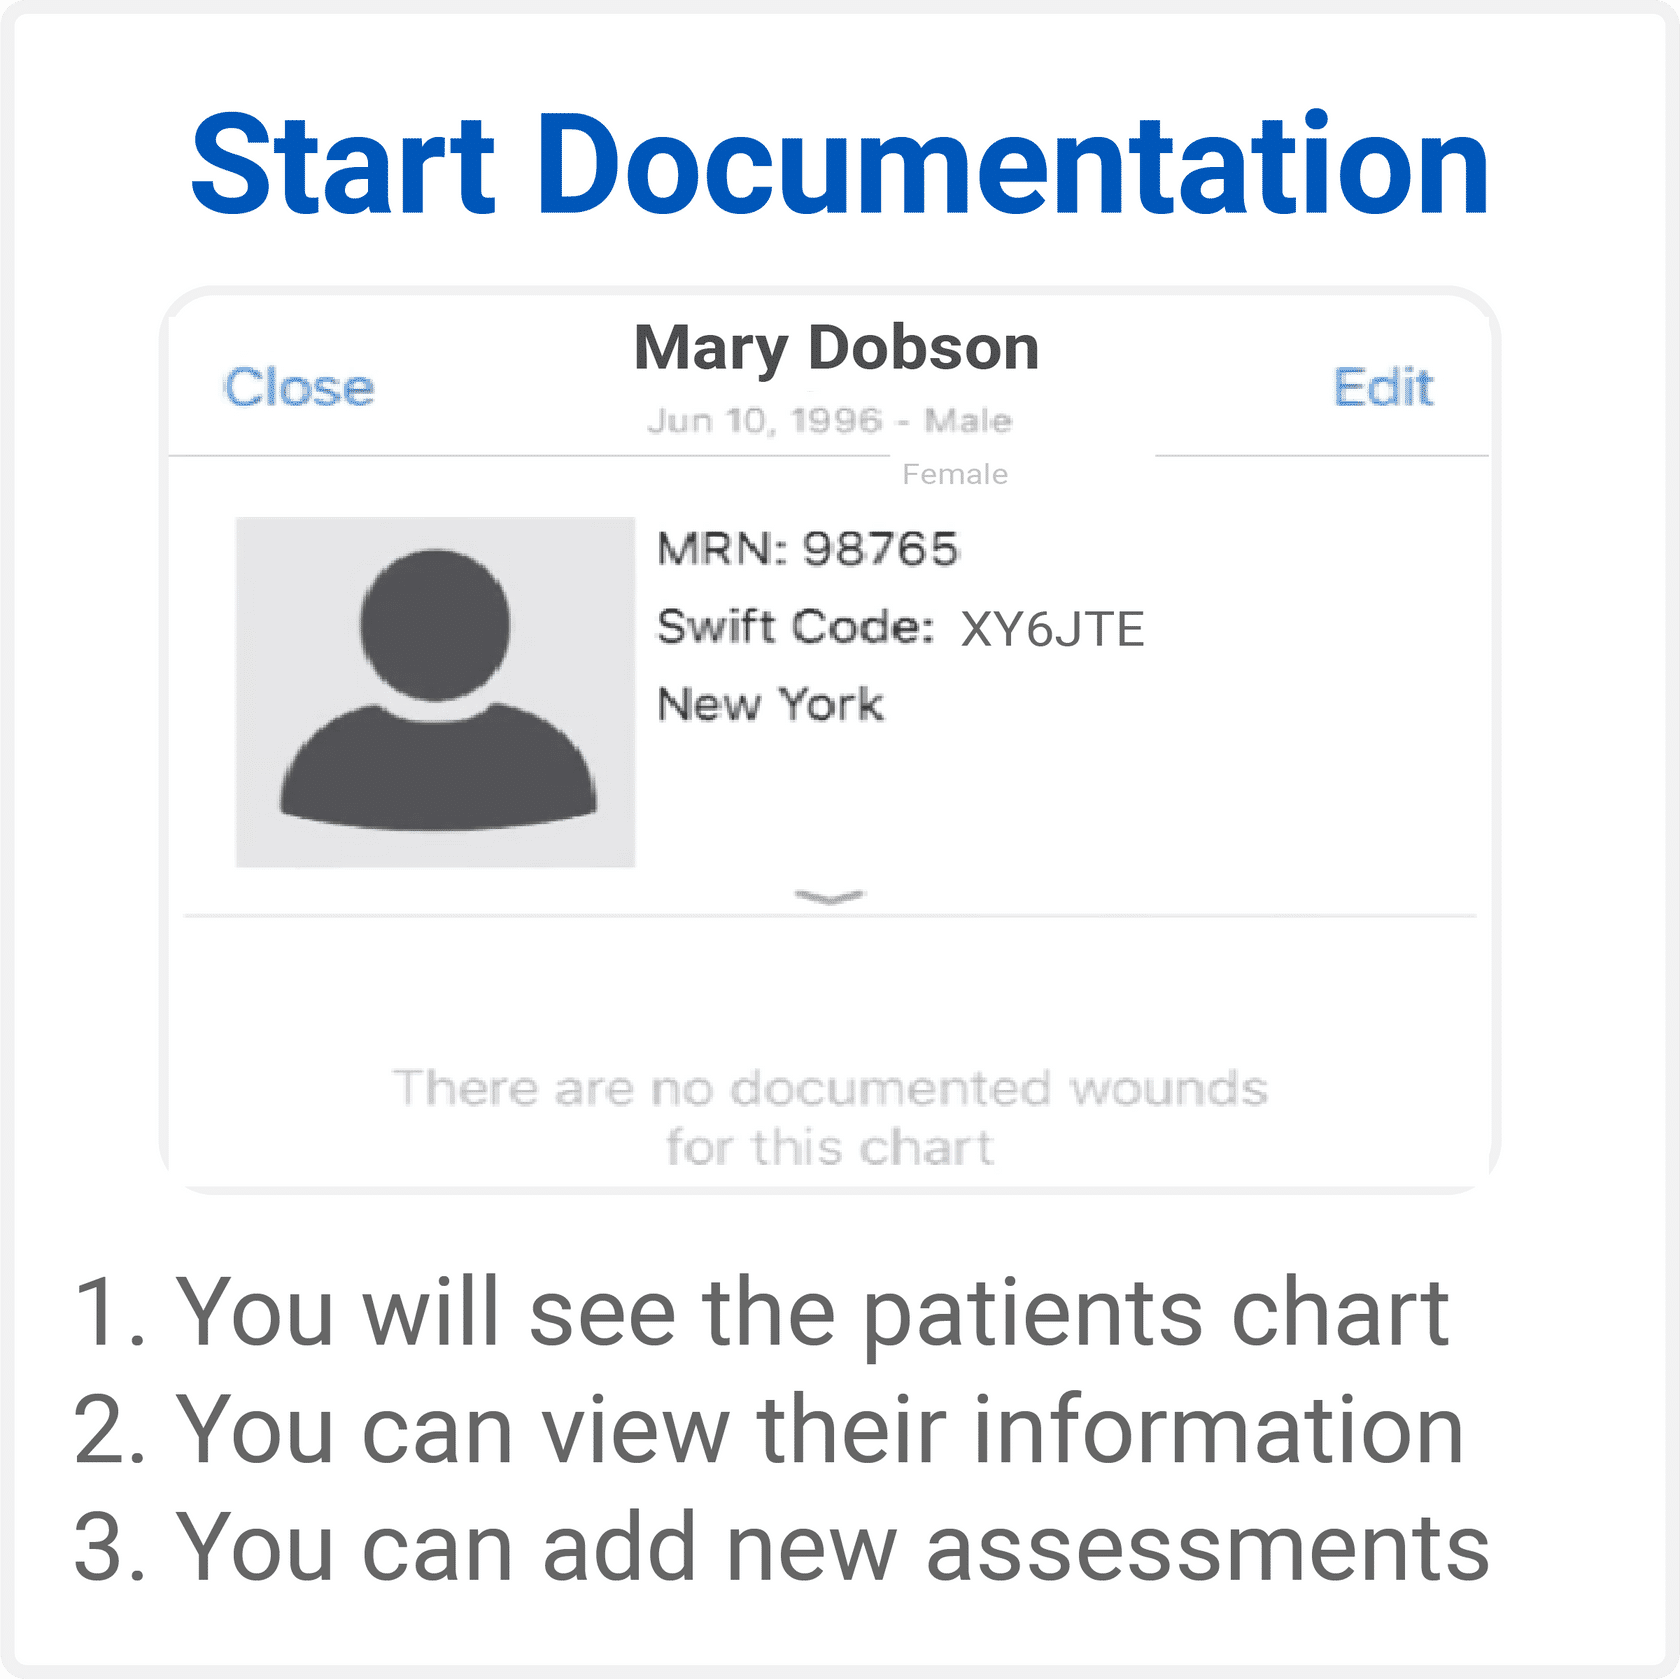 Start Documentation
Mary Dobson
Close
Edit
Jun 10, 1996 - Male
Female
MRN: 98765
Swift Code: XY6JTE
New York
There are no documented wounds
for this chart
1. You will see the patients chart
2. You can view their information
3. You can add new assessments